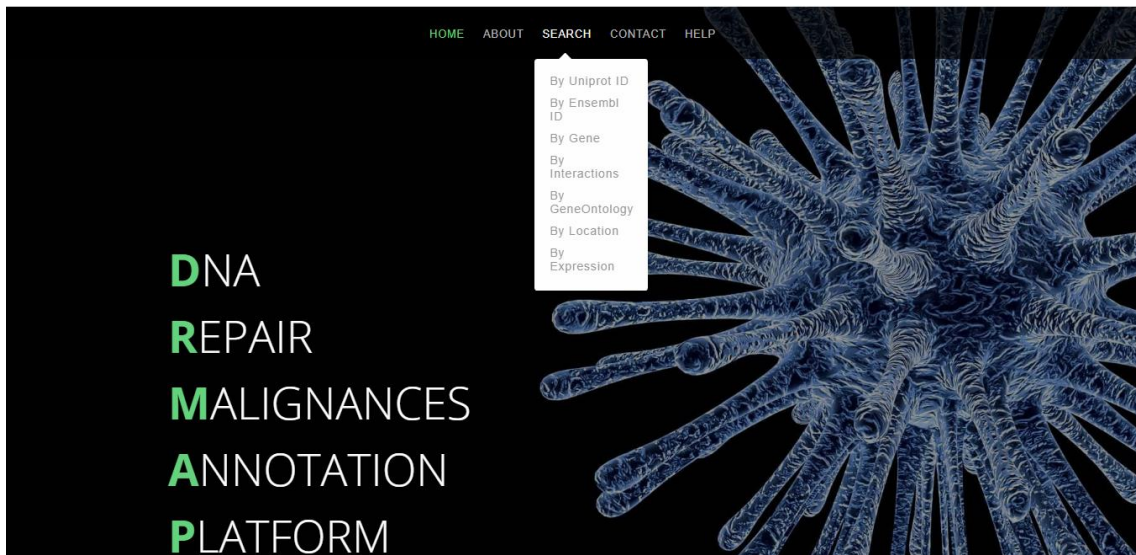 HOME ABOUT SEARCH CONTACT HELP
By Uniprot ID
By Ensembl
ID
By Gene
By
Interactions
By
GeneOntology
By Location
By
Expression
DNA
REPAIR
MALIGNANCES
ANNOTATION
PLATFORM